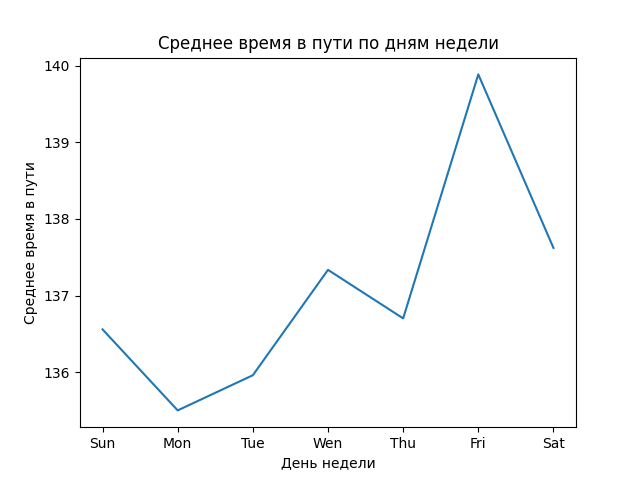 Среднее время в пути по дням недели
Среднее время в пути
140
139
138
137
136
Sun Mon Tue Wen Thu Fri Sat
День недели